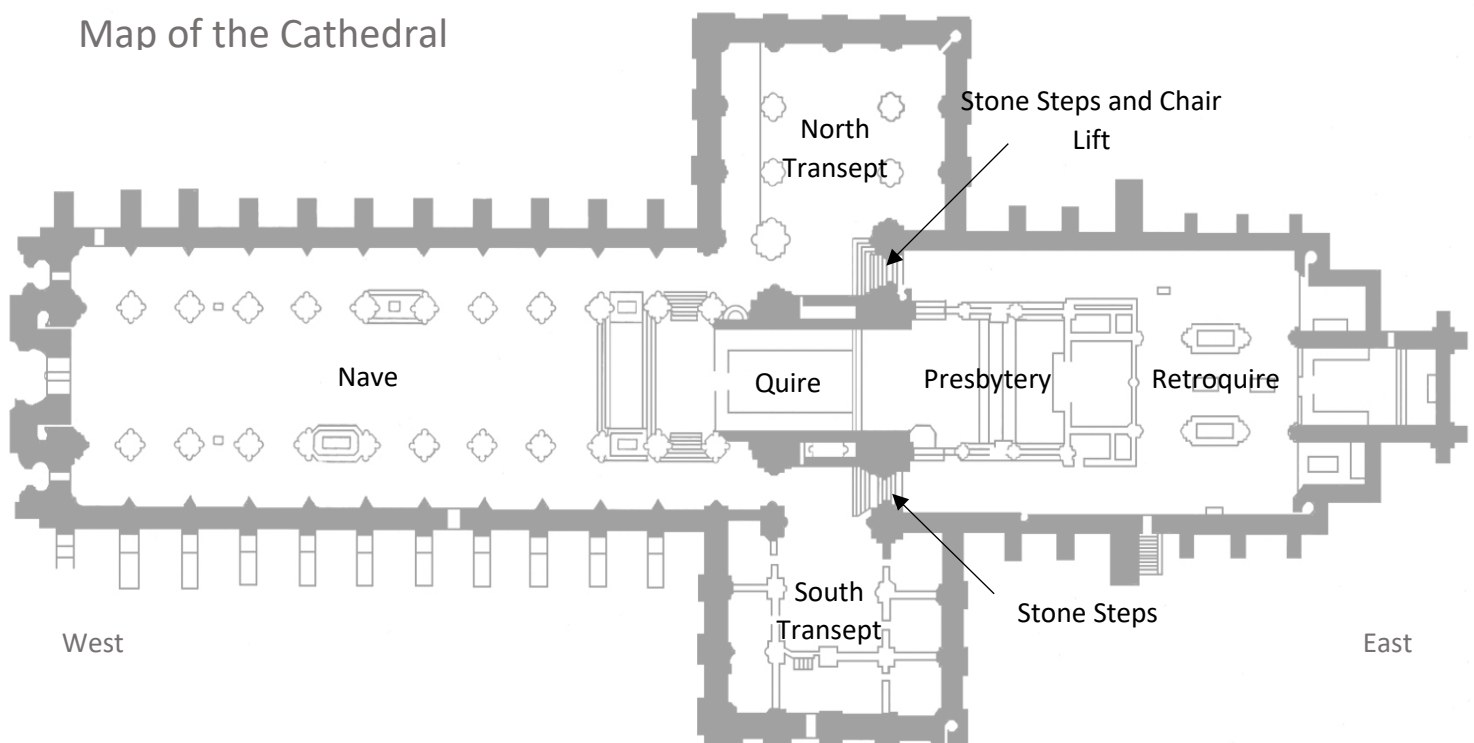 Map of the Cathedral
Stone Steps and Chair
Lift
North
Transept
Nave
Quire
Presbytery
Retroquire
South
Transept
Stone Steps
West
East